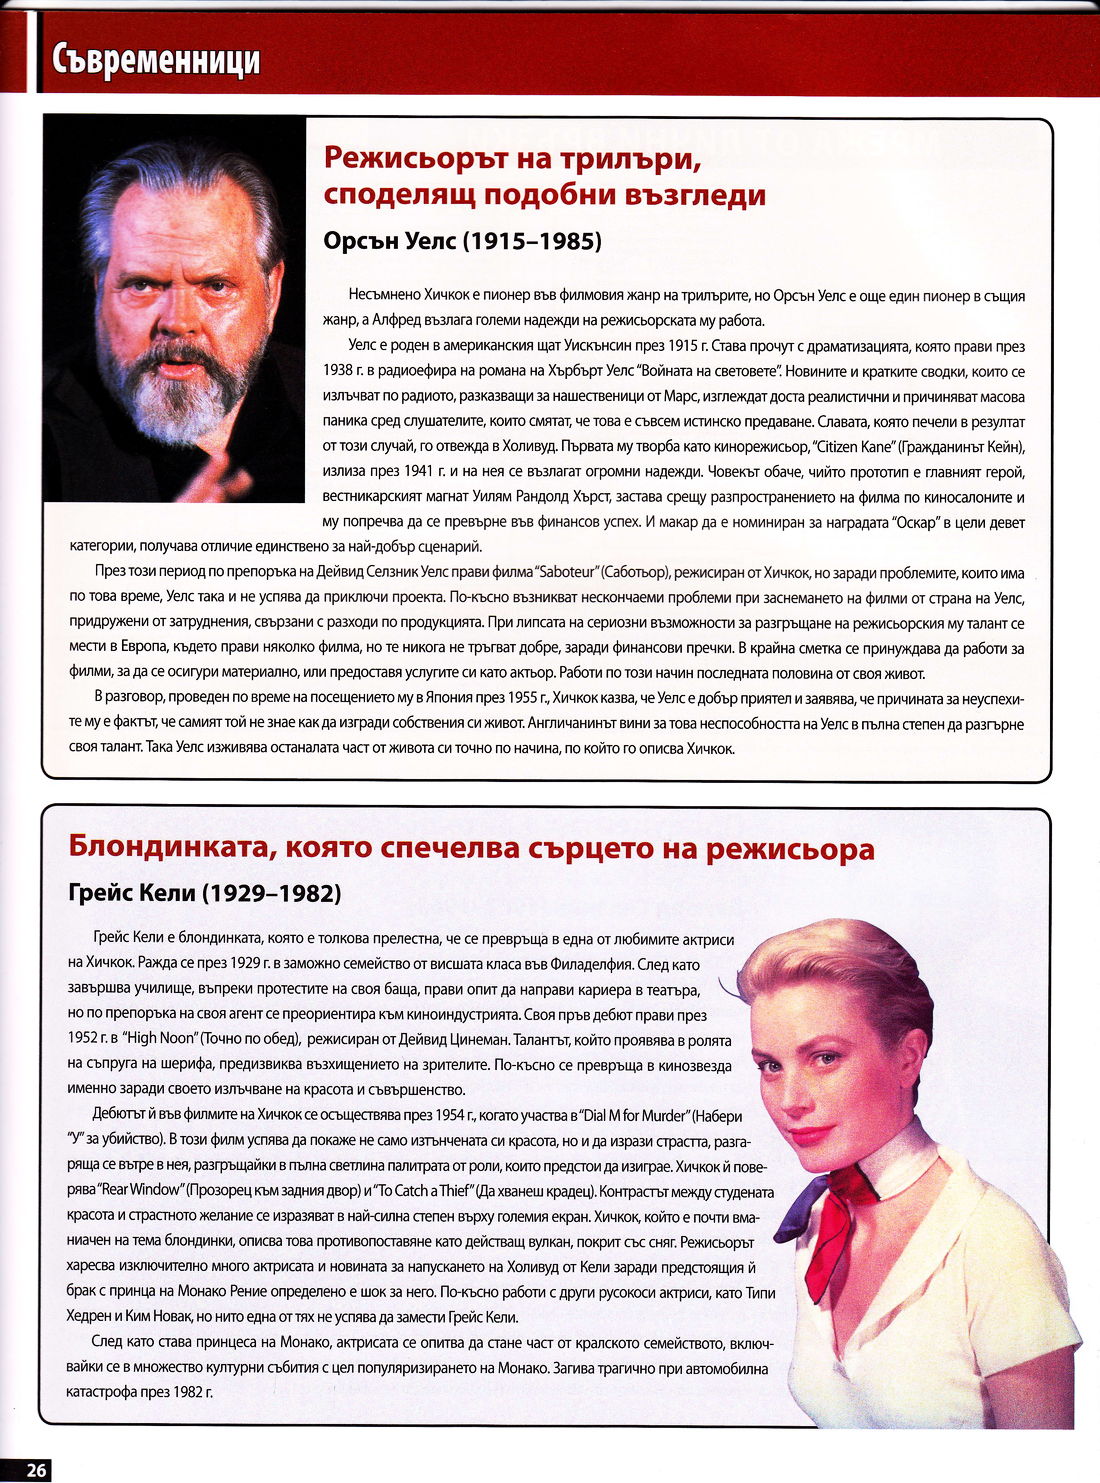 Съвременници
Режисьорът на трилъри,
споделящ подобни възгледи
Орсън Уелс (1915–1985)
Несъмнено Хичкок е пионер във филмовия жанр на трилърите, но Орсън Уелс е още един пионер в същия
жанр, а Алфред възлага големи надежди на режисьорската му работа.
Уелс е роден в американския щат Уискънсин през 1915 г. Става прочут с драматизацията, която прави през
1938 г. в радиоефира на романа на Хърбърт Уелс “Войната на световете”. Новините и кратките сводки, които се
излъчват по радиото, разказващи за нашественици от Марс, изглеждат доста реалистични и причиняват масова
паника сред слушателите, които смятат, че това е съвсем истинско предаване. Славата, която печели в резултат
от този случай, го отвежда в Холивуд. Първата му творба като кинорежисьор, “Citizen Kane” (Гражданинът Кейн),
излиза през 1941 г. и на нея се възлагат огромни надежди. Човекът обаче, чийто прототип е главният герой,
вестникарският магнат Уилям Рандолд Хърст, застава срещу разпространението на филма по киносалоните и
му попречва да се превърне във финансов успех. И макар да е номиниран за наградата “Оскар” в цели девет
категории, получава отличие единствено за най-добър сценарий.
През този период по препоръка на Дейвид Селзник Уелс прави филма “Saboteur” (Саботьор), режисиран от Хичкок, но заради проблемите, които има
по това време, Уелс така и не успява да приключи проекта. По-късно възникват нескончаеми проблеми при заснемането на филми от страна на Уелс,
придружени от затруднения, свързани с разходи по продукцията. При липсата на сериозни възможности за разгръщане на режисьорския му талант се
мести в Европа, където прави няколко филма, но те никога не тръгват добре, заради финансови пречки. В крайна сметка се принуждава да работи за
филми, за да се осигури материално, или предоставя услугите си като актьор. Работи по този начин последната половина от своя живот.
В разговор, проведен по време на посещението му в Япония през 1955 г., Хичкок казва, че Уелс е добър приятел и заявява, че причината за неуспехи-
те му е фактът, че самият той не знае как да изгради собствения си живот. Англичанинът вини за това неспособността на Уелс в пълна степен да разгърне
своя талант. Така Уелс изживява останалата част от живота си точно по начина, по който го описва Хичкок.
Блондинката, която спечелва сърцето на режисьора
Грейс Кели (1929–1982)
Грейс Кели е блондинката, която е толкова прелестна, че се превръща в една от любимите актриси
на Хичкок. Ражда се през 1929 г. в заможно семейство от висшата класа във Филаделфия. След като
завършва училище, въпреки протестите на своя баща, прави опит да направи кариера в театъра,
но по препоръка на своя агент се преориентира към киноиндустрията. Своя пръв дебют прави през
1952 г. в “High Noon” (Точно по обед), режисиран от Дейвид Цинеман. Талантът, който проявява в ролята
на съпруга на шерифа, предизвиква възхищението на зрителите. По-късно се превръща в кинозвезда
именно заради своето излъчване на красота и съвършенство.
Дебютът й във филмите на Хичкок се осъществява през 1954 г., когато участва в “Dial M for Murder” (Набери
“У” за убийство). В този филм успява да покаже не само изтънчената си красота, но и да изрази страстта, разга-
ряща се вътре в нея, разгръщайки в пълна светлина палитрата от роли, които предстои да изиграе. Хичкок й пове-
рява “Rear Window” (Прозорец към задния двор) и “To Catch a Thief” (Да хванеш крадец). Контрастът между студената
красота и страстното желание се изразяват в най-силна степен върху големия екран. Хичкок, който е почти вма-
ниачен на тема блондинки, описва това противопоставяне като действащ вулкан, покрит със сняг. Режисьорът
харесва изключително много актрисата и новината за напускането на Холивуд от Кели заради предстоящия й
брак с принца на Монако Рение определено е шок за него. По-късно работи с други русокоси актриси, като Типи
Хедрен и Ким Новак, но нито една от тях не успява да замести Грейс Кели.
След като става принцеса на Монако, актрисата се опитва да стане част от кралското семейството, включ-
вайки се в множество културни събития с цел популяризирането на Монако. Загива трагично при автомобилна
катастрофа през 1982 г.
26